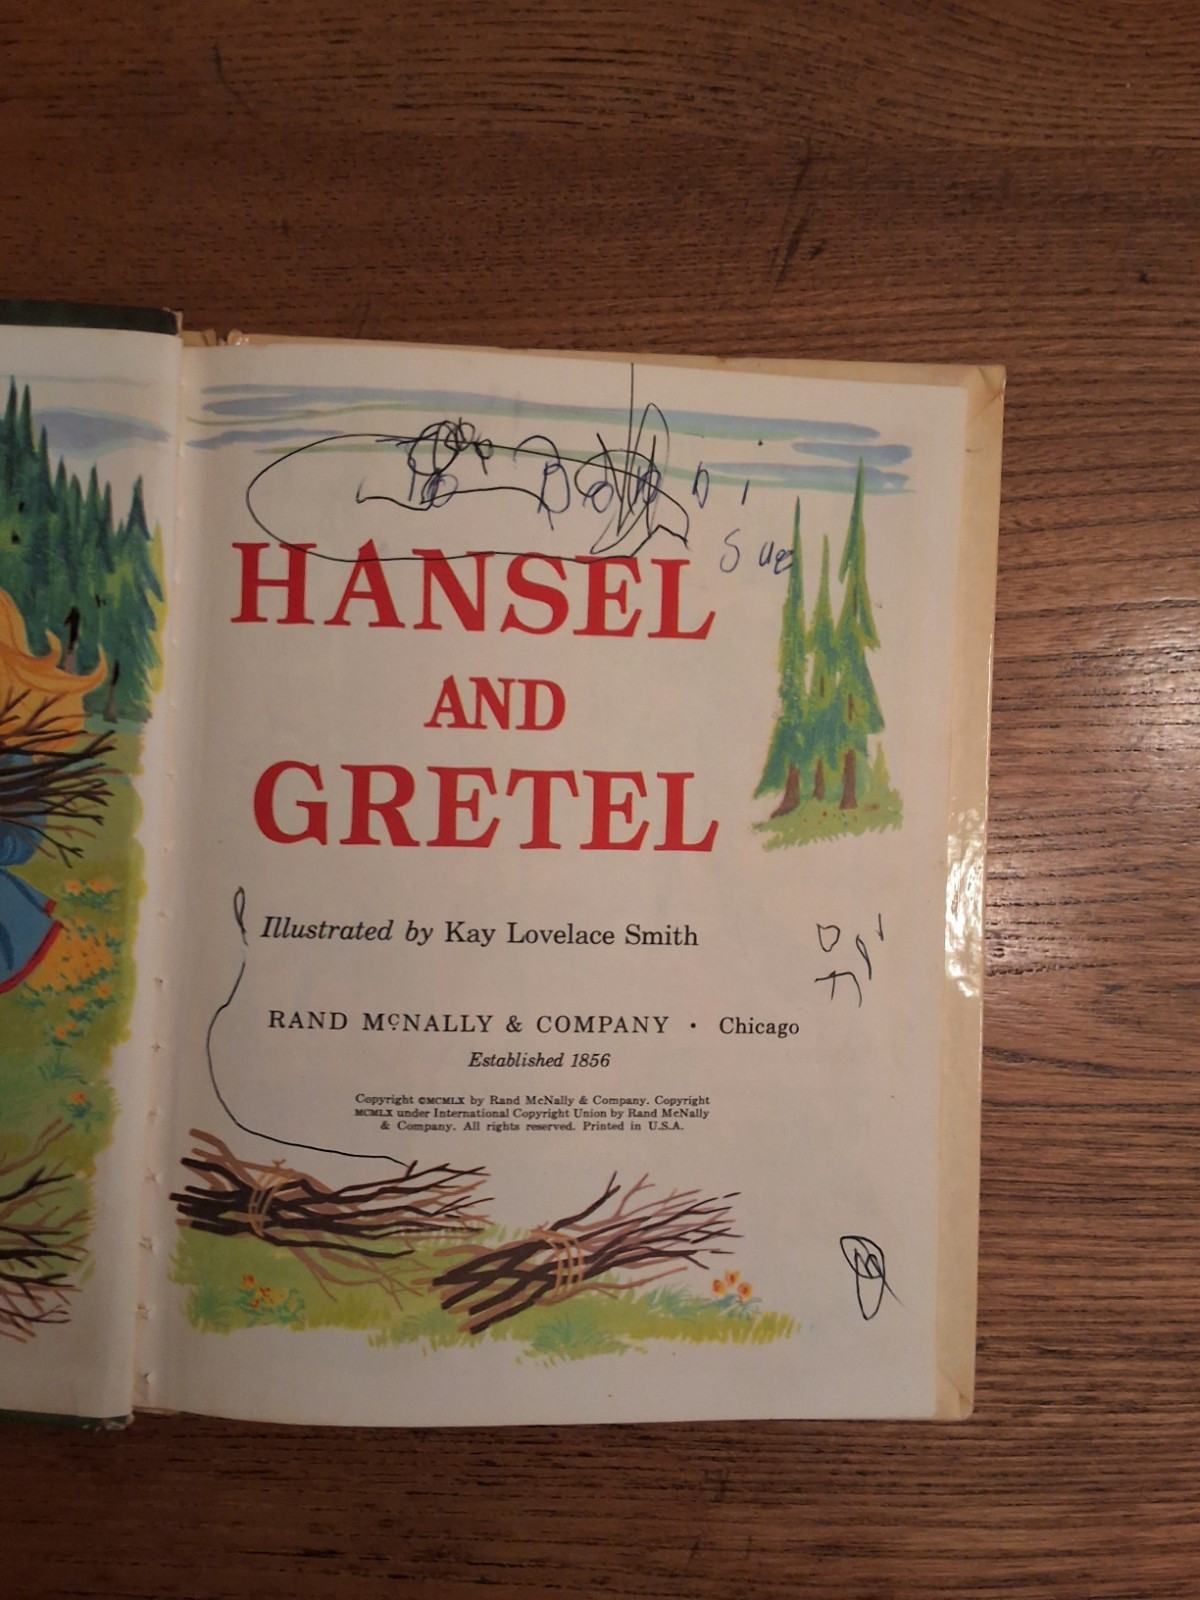 Sue
HANSEL
AND
GRETEL
Illustrated by Kay Lovelace Smith
RAND MCNALLY & COMPANY • Chicago
Established 1856
Copyright ©MCMLX by Rand McNally & Company. Copyright
MCMLX under International Copyright Union by Rand McNally
& Company. All rights reserved. Printed in U.S.A.